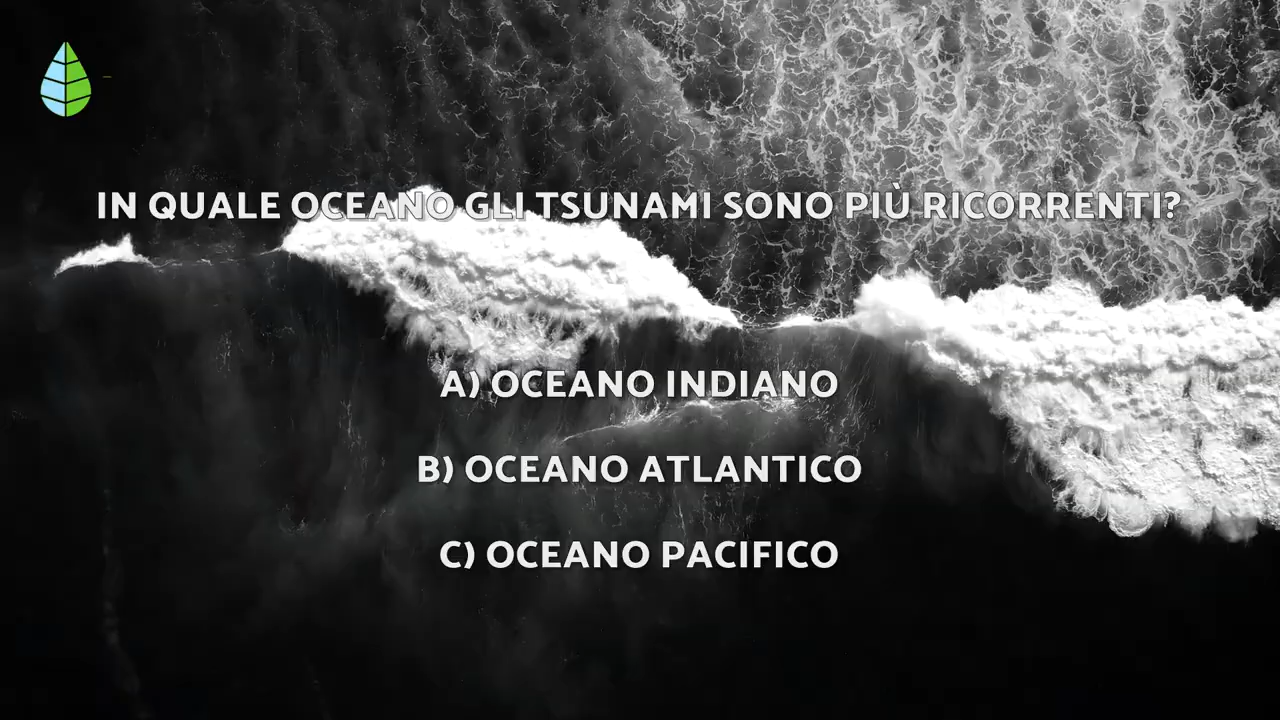 IN QUALE OCEANO GLI TSUNAMI SONO PIÙ RICORRENTI?
A) OCEANO INDIANO
B) OCEANO ATLANTICO
C) OCEANO PACIFICO